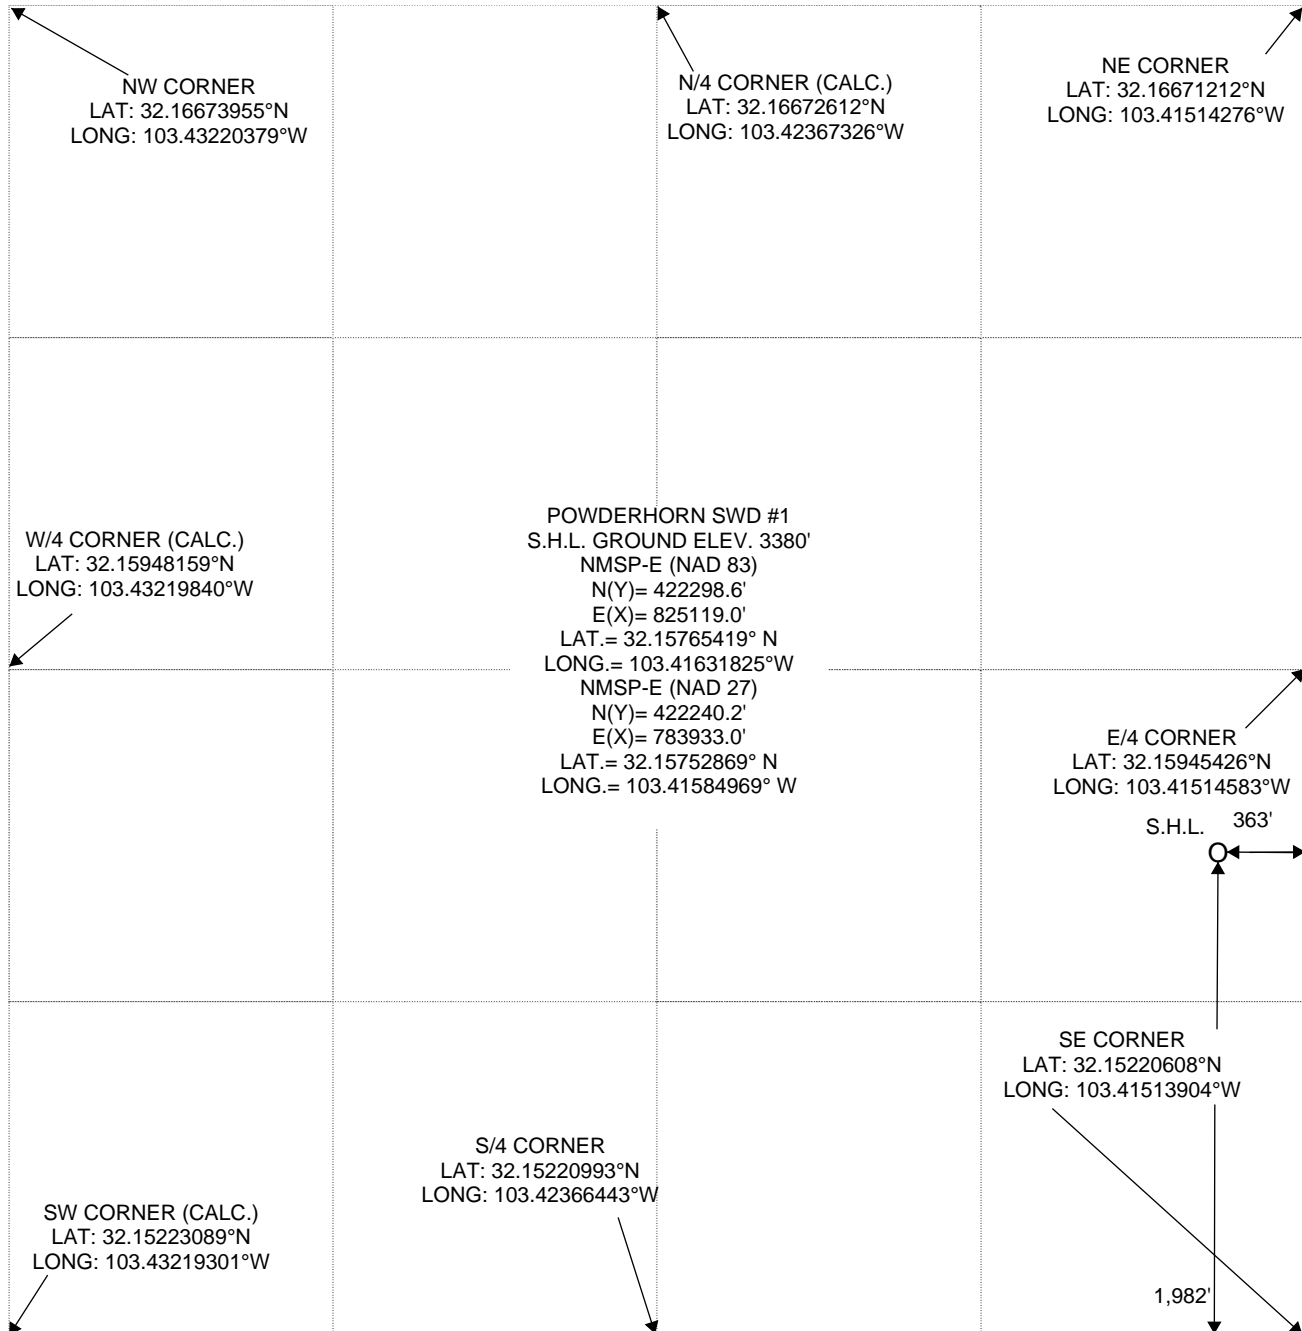 NW CORNER
LAT: 32.16673955°N
LONG: 103.43220379°W
N/4 CORNER (CALC.)
LAT: 32.16672612°N
LONG: 103.42367326°W
NE CORNER
LAT: 32.16671212°N
LONG: 103.41514276°W
W/4 CORNER (CALC.)
LAT: 32.15948159°N
LONG: 103.43219840°W
POWDERHORN SWD #1
S.H.L. GROUND ELEV. 3380'
NMSP-E (NAD 83)
N(Y)= 422298.6'
E(X)= 825119.0'
LAT.= 32.15765419° N
LONG.= 103.41631825°W
NMSP-E (NAD 27)
N(Y)= 422240.2'
E(X)= 783933.0'
LAT.= 32.15752869° N
LONG.= 103.41584969° W
E/4 CORNER
LAT: 32.15945426°N
LONG: 103.41514583°W
S.H.L.
363'
SE CORNER
LAT: 32.15220608°N
LONG: 103.41513904°W
S/4 CORNER
LAT: 32.15220993°N
LONG: 103.42366443°W
SW CORNER (CALC.)
LAT: 32.15223089°N
LONG: 103.43219301°W
1,982'